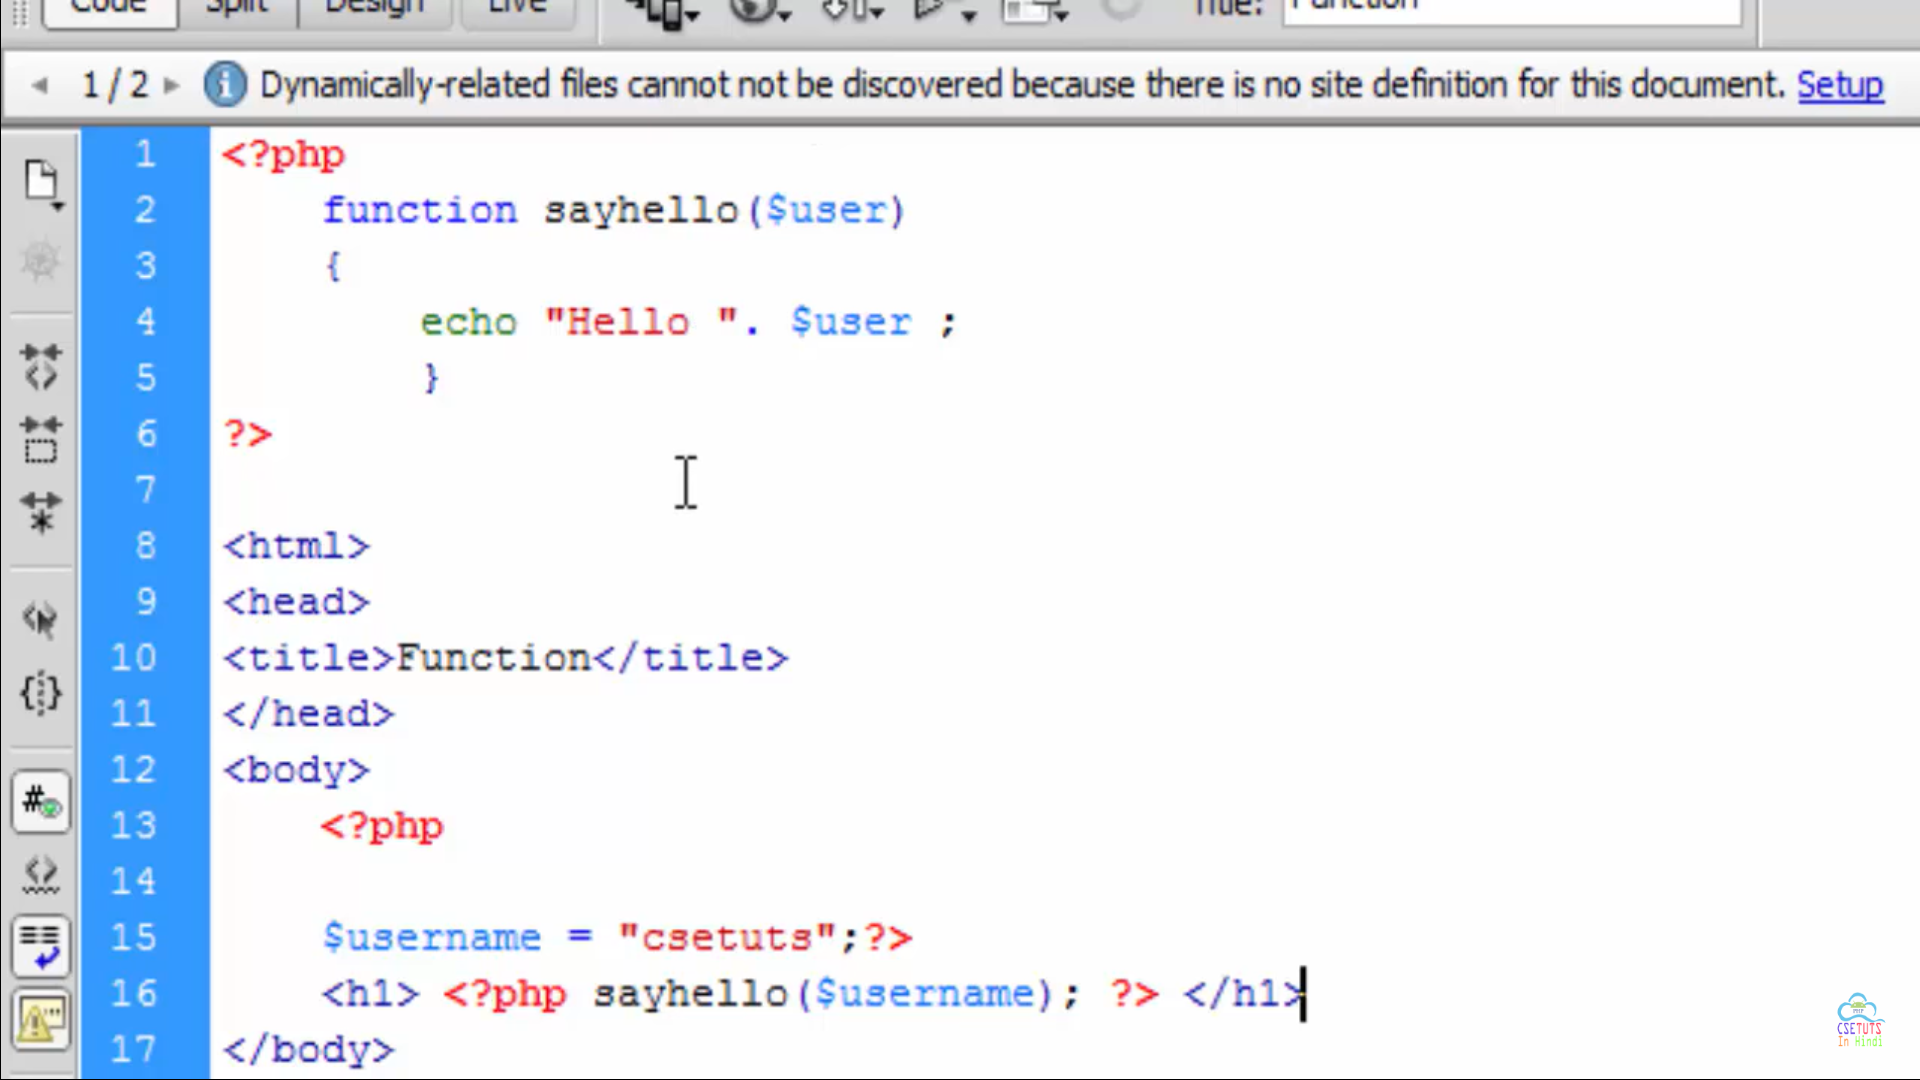 Code Split Design Live Title: Function
1 / 2 Dynamically-related files cannot not be discovered because there is no site definition for this document. Setup
1 <?php
2 function sayhello($user)
3 {
4 echo "Hello ". $user ;
5 }
6 ?>
7
8 <html>
9 <head>
10 <title>Function</title>
11 </head>
12 <body>
13 <?php
14
15 $username = "csetuts";?>
16 <h1> <?php sayhello($username); ?> </h1>
17 </body>
CSETUTS
In Hindi